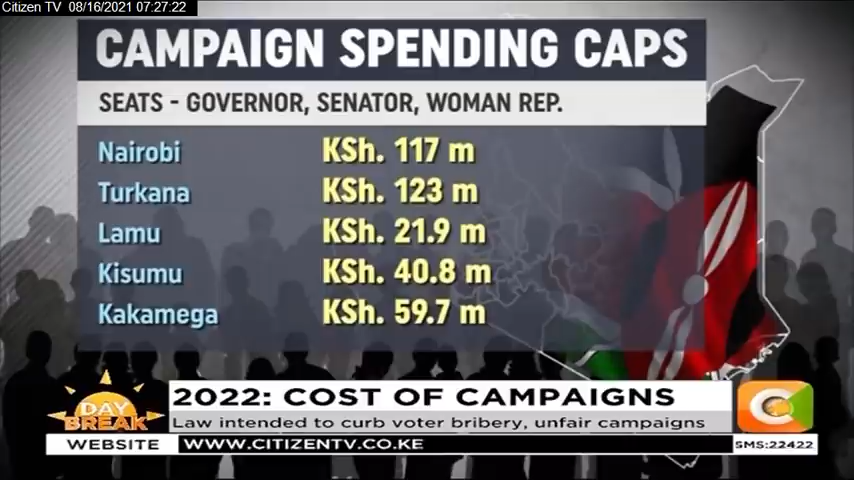 Citizen TV 08/16/2021 07:27:22
CAMPAIGN SPENDING CAPS
SEATS - GOVERNOR, SENATOR, WOMAN REP.
Nairobi KSh. 117 m
Turkana KSh. 123 m
Lamu KSh. 21.9 m
Kisumu KSh. 40.8 m
Kakamega KSh. 59.7 m
DAY
BREAK
2022: COST OF CAMPAIGNS
Law intended to curb voter bribery, unfair campaigns
WEBSITE WWW.CITIZENTV.CO.KE
SMS:22422